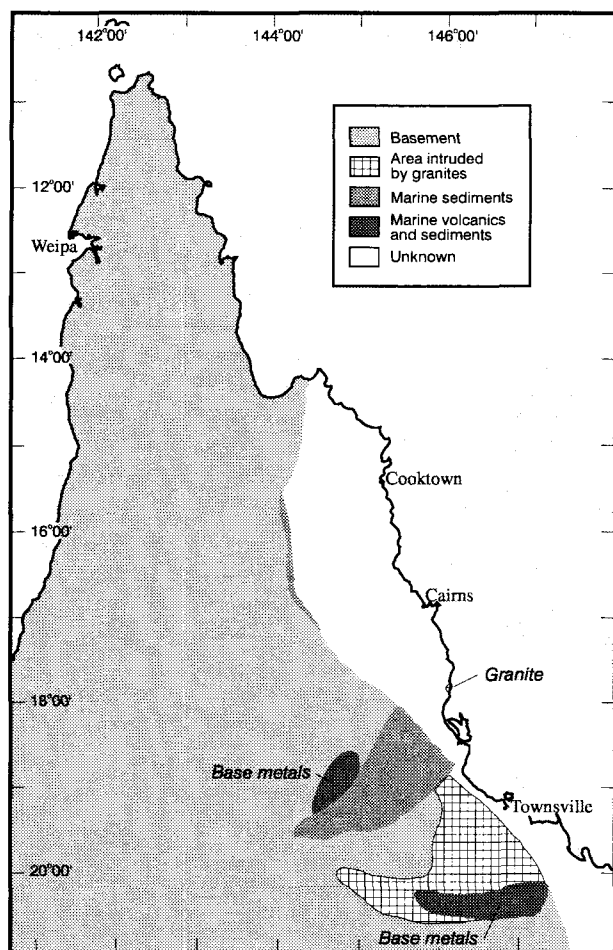 142°00'
144°00'
146°00'
Basement
Area intruded
by granites
Marine sediments
Marine volcanics
and sediments
Unknown
12°00'
Weipa
14°00'
Cooktown
16°00'
Cairns
Granite
18°00'
Base metals
Townsville
20°00'
Base metals